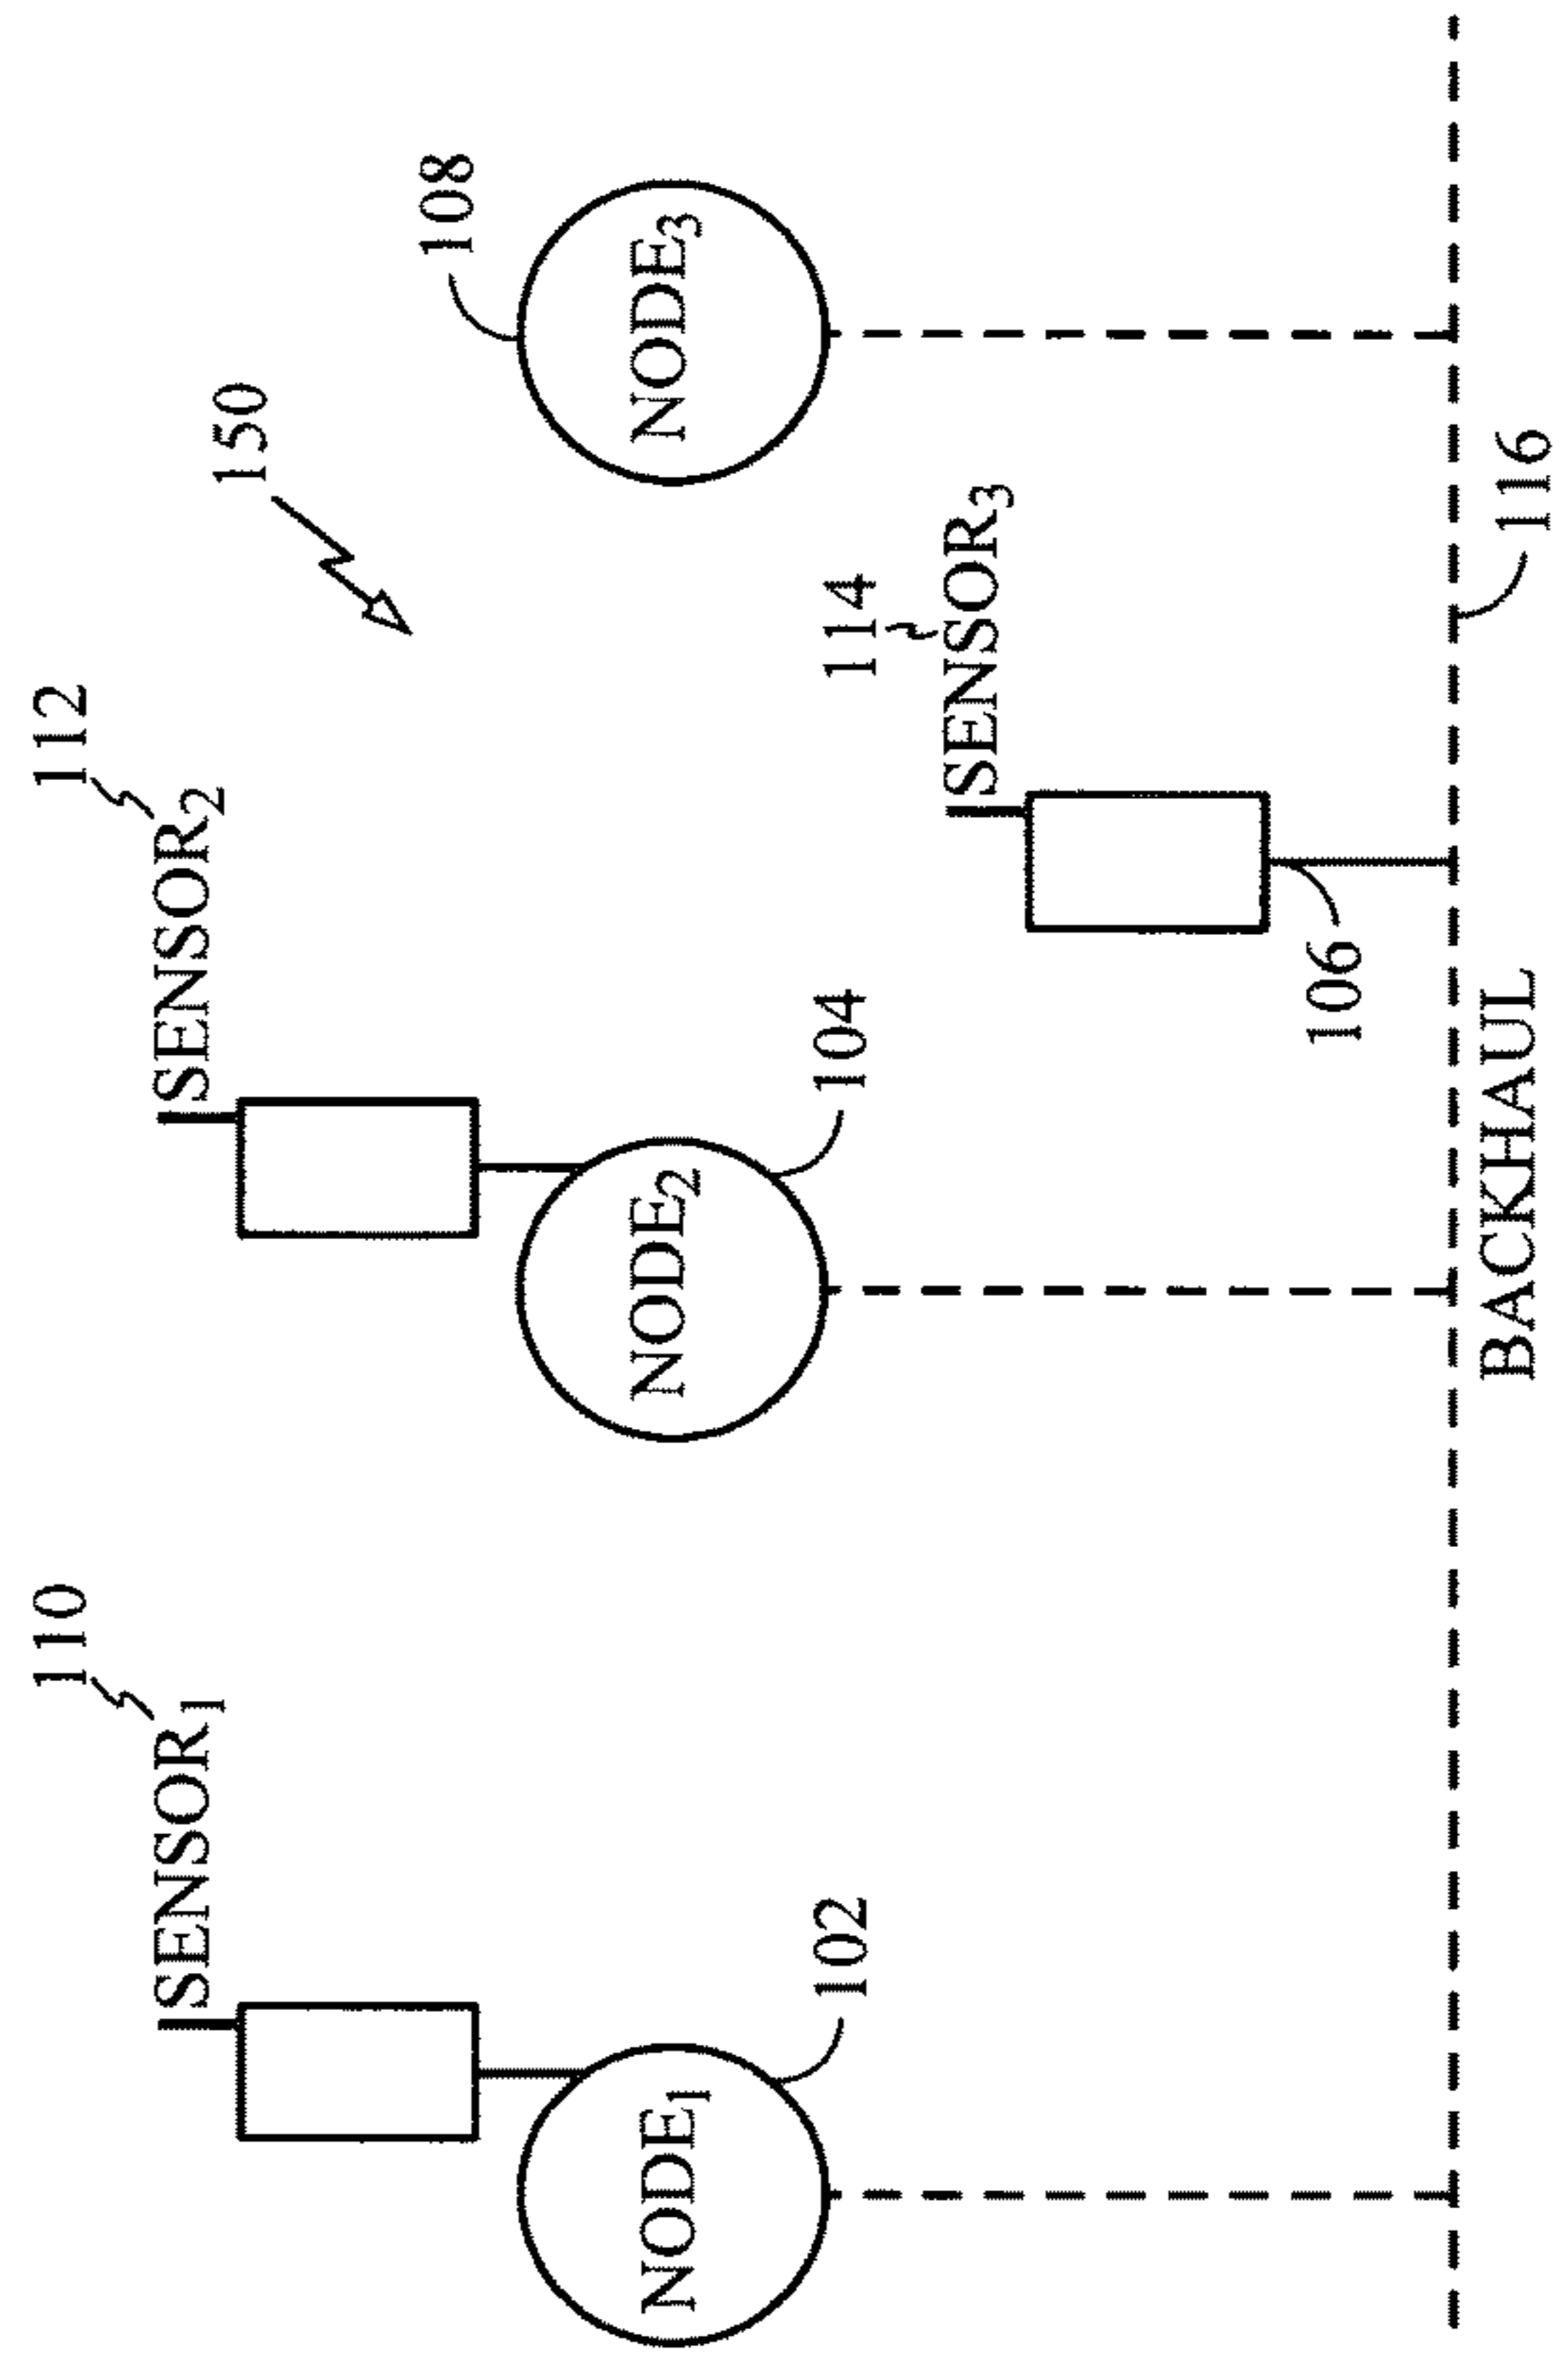 110
112
SENSOR₁
SENSOR₂
150
108
NODE₁
NODE₂
NODE₃
102
104
114
SENSOR₃
106
116
BACKHAUL